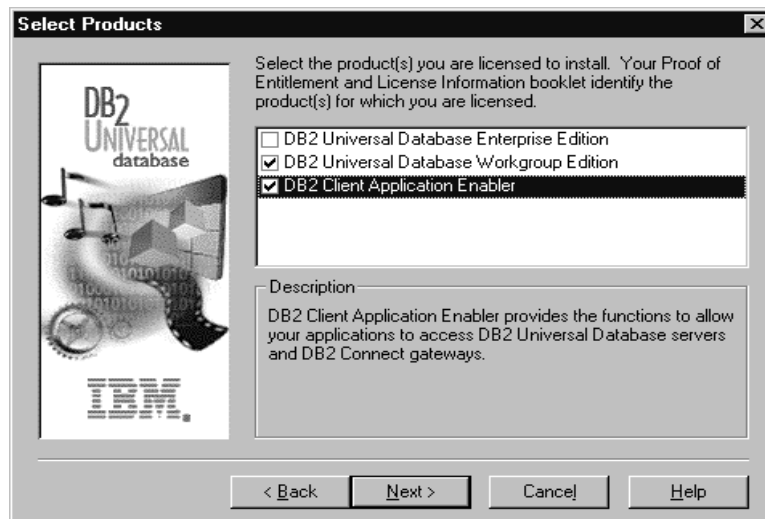 Select Products
Select the product(s) you are licensed to install. Your Proof of
Entitlement and License Information booklet identify the
product(s) for which you are licensed.
DB2
UNIVERSAL
database
DB2 Universal Database Enterprise Edition
DB2 Universal Database Workgroup Edition
DB2 Client Application Enabler
Description
DB2 Client Application Enabler provides the functions to allow
your applications to access DB2 Universal Database servers
and DB2 Connect gateways.
IBM.
< Back
Next >
Cancel
Help